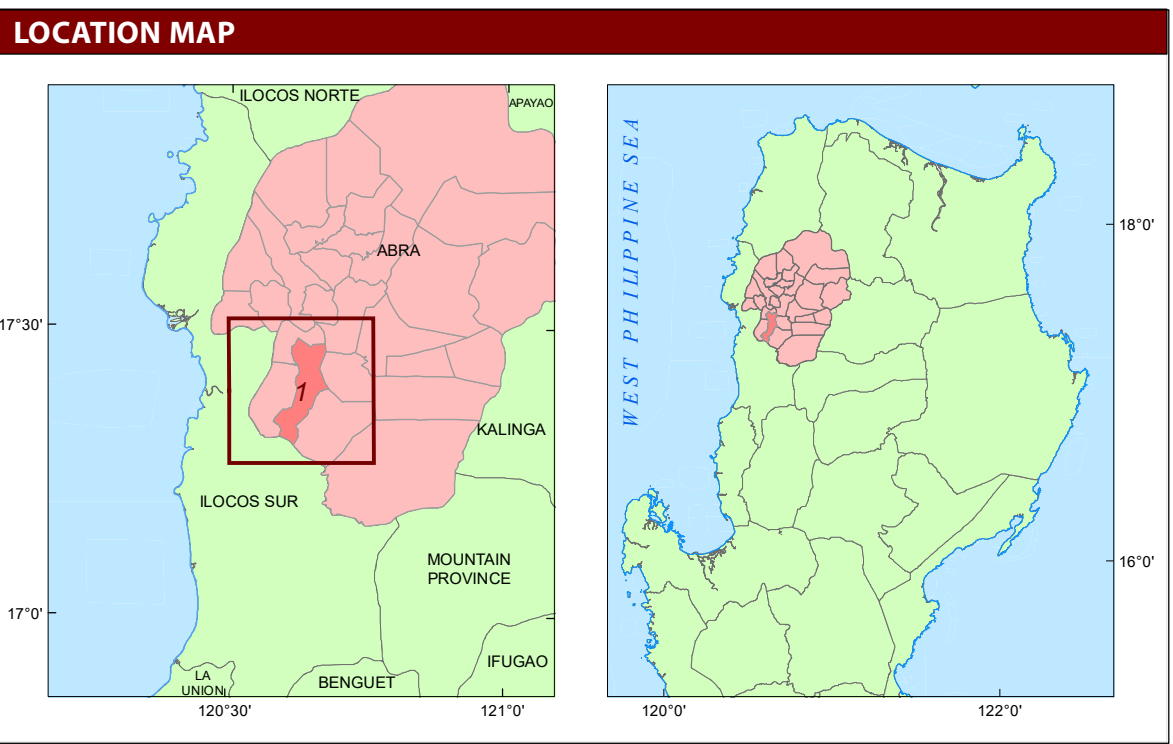 LOCATION MAP
ILOCOS NORTE
APAYAO
ABRA
17°30'
1
KALINGA
ILOCOS SUR
MOUNTAIN
PROVINCE
17°0'
IFUGAO
LA
UNION
BENGUET
120°30'
121°0'
WEST PHILIPPINE SEA
18°0'
16°0'
120°0'
122°0'